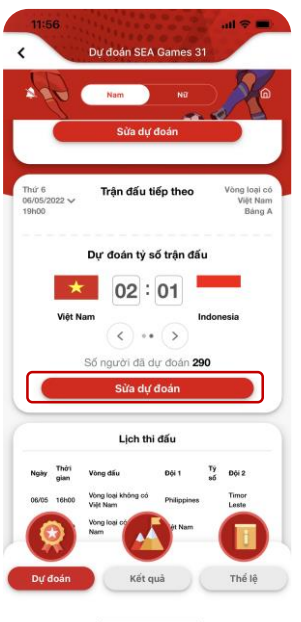 11:56
Dự đoán SEA Games 31
Nam Nữ
Sửa dự đoán
Thứ 6
06/05/2022
19h00
Trận đấu tiếp theo
Vòng loại có
Việt Nam
Bảng A
Dự đoán tỷ số trận đấu
02 : 01
Việt Nam Indonesia
Số người đã dự đoán 290
Sửa dự đoán
Lịch thi đấu
Ngày Thời gian Vòng đấu Đội 1 Tỷ số Đội 2
06/05 16h00 Vòng loại không có Việt Nam Philippines Timor Leste
Vòng loại có
Nam
Dự đoán Kết quả Thể lệ